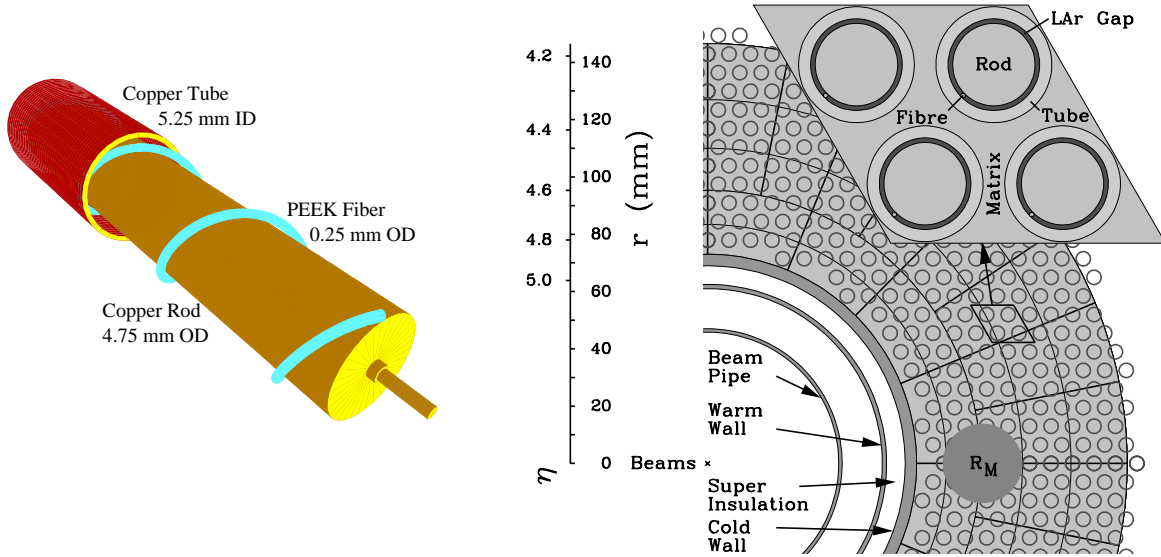 Copper Tube
5.25 mm ID
PEEK Fiber
0.25 mm OD
Copper Rod
4.75 mm OD
η
4.2
4.4
4.6
4.8
5.0
r (mm)
140
120
100
80
60
40
20
0
Beams
LAr Gap
Rod
Fibre
Tube
Matrix
Beam
Pipe
Warm
Wall
Super
Insulation
Cold
Wall
R_M